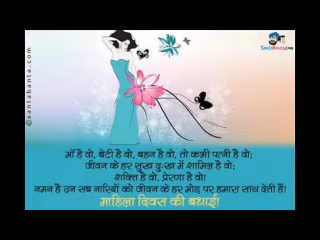 Santabanta.com
©santabanta.com
माँ है वो, बेटी है वो, बहन है वो, तो कभी पत्नी है वो;
जीवन के हर सुख दुःख में शामिल है वो;
शक्ति है वो, प्रेरणा है वो!
नमन है उन सब नारियों को जीवन के हर मोड़ पर हमारा साथ देती हैं!
माहिला दिवस की बधाई!